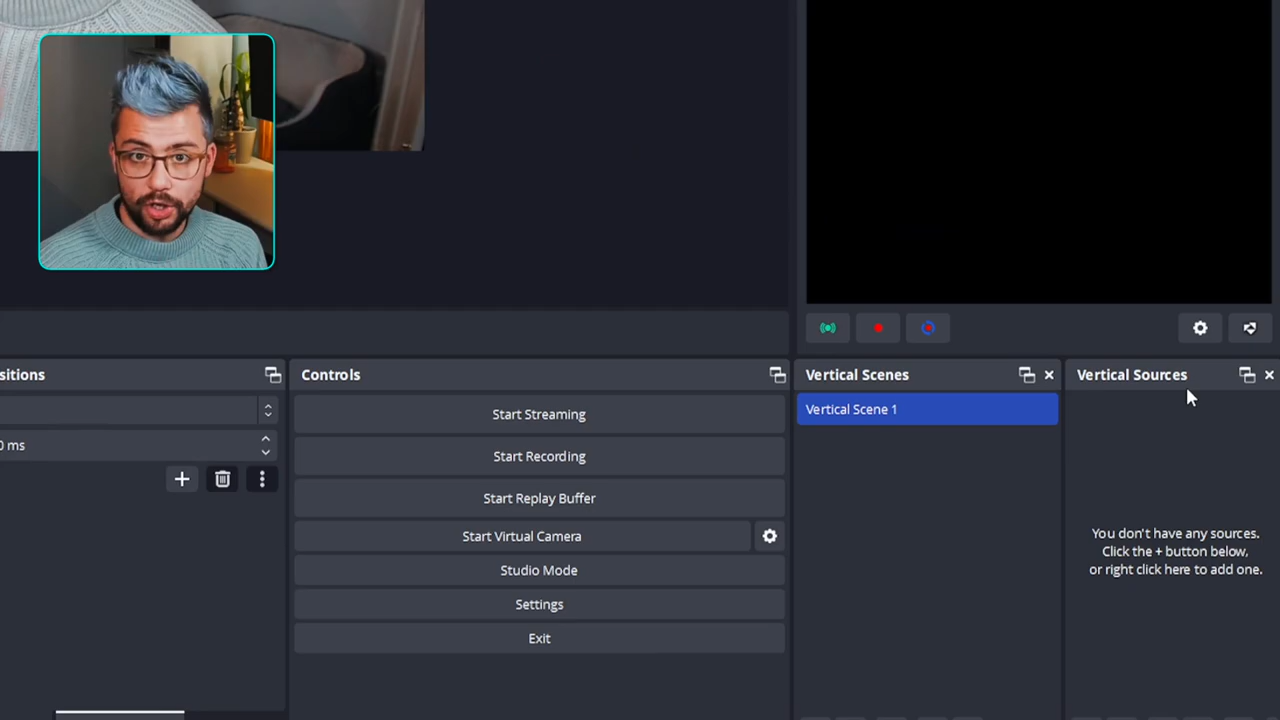 sitions
0 ms
Controls
Start Streaming
Start Recording
Start Replay Buffer
Start Virtual Camera
Studio Mode
Settings
Exit
Vertical Scenes
Vertical Scene 1
Vertical Sources
You don't have any sources.
Click the + button below,
or right click here to add one.